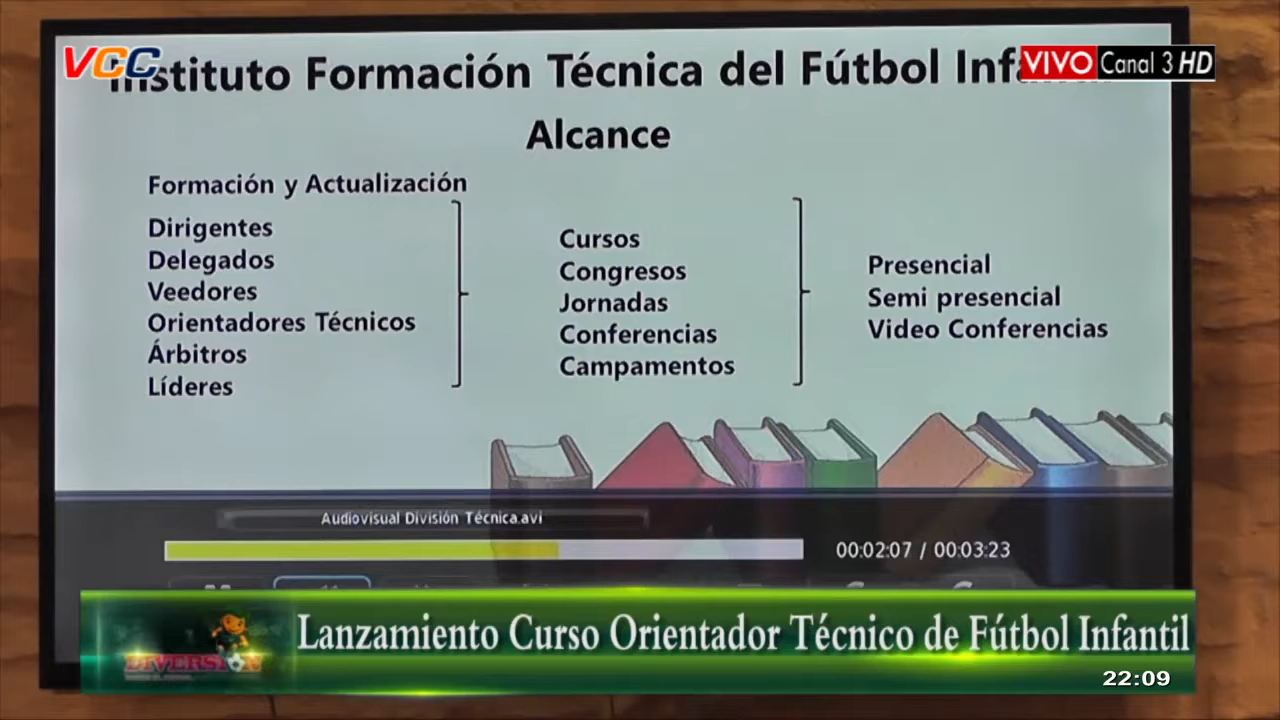 VCC
Instituto Formación Técnica del Fútbol
VIVO Canal 3 HD
Alcance
Formación y Actualización
Dirigentes
Delegados
Veedores
Orientadores Técnicos
Árbitros
Líderes
Cursos
Congresos
Jornadas
Conferencias
Campamentos
Presencial
Semi presencial
Video Conferencias
Audiovisual División Técnica.avi
00:02:07 / 00:03:23
DIVERSIÓN
Lanzamiento Curso Orientador Técnico de Fútbol Infantil
22:09